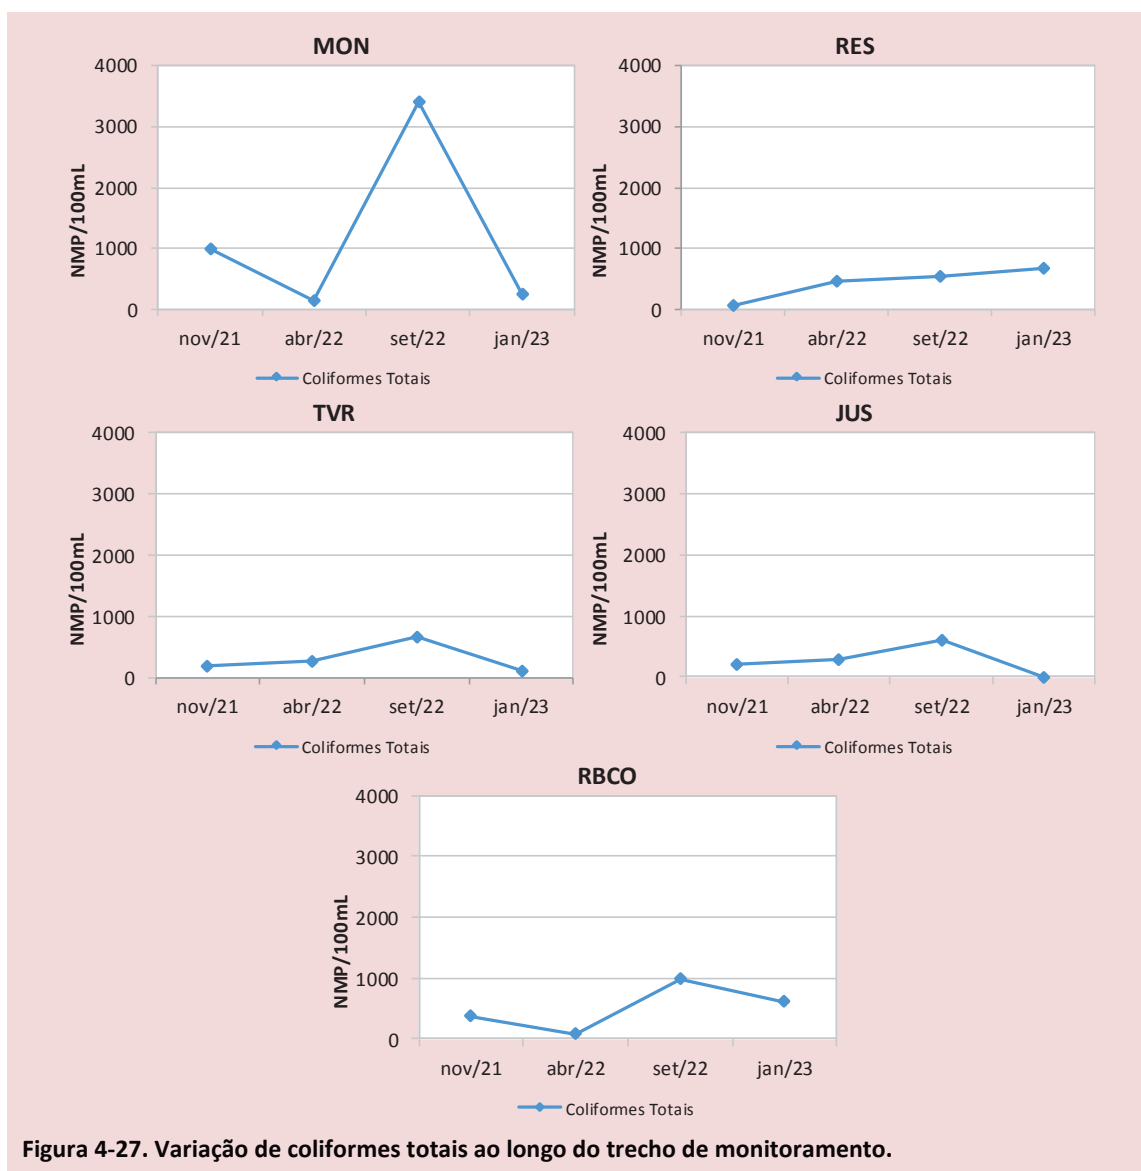 MON
4000
3000
2000
1000
0
NMP/100mL
nov/21 abr/22 set/22 jan/23
Coliformes Totais
RES
4000
3000
2000
1000
0
NMP/100mL
nov/21 abr/22 set/22 jan/23
Coliformes Totais
TVR
4000
3000
2000
1000
0
NMP/100mL
nov/21 abr/22 set/22 jan/23
Coliformes Totais
JUS
4000
3000
2000
1000
0
NMP/100mL
nov/21 abr/22 set/22 jan/23
Coliformes Totais
RBCO
4000
3000
2000
1000
0
NMP/100mL
nov/21 abr/22 set/22 jan/23
Coliformes Totais
Figura 4-27. Variação de coliformes totais ao longo do trecho de monitoramento.